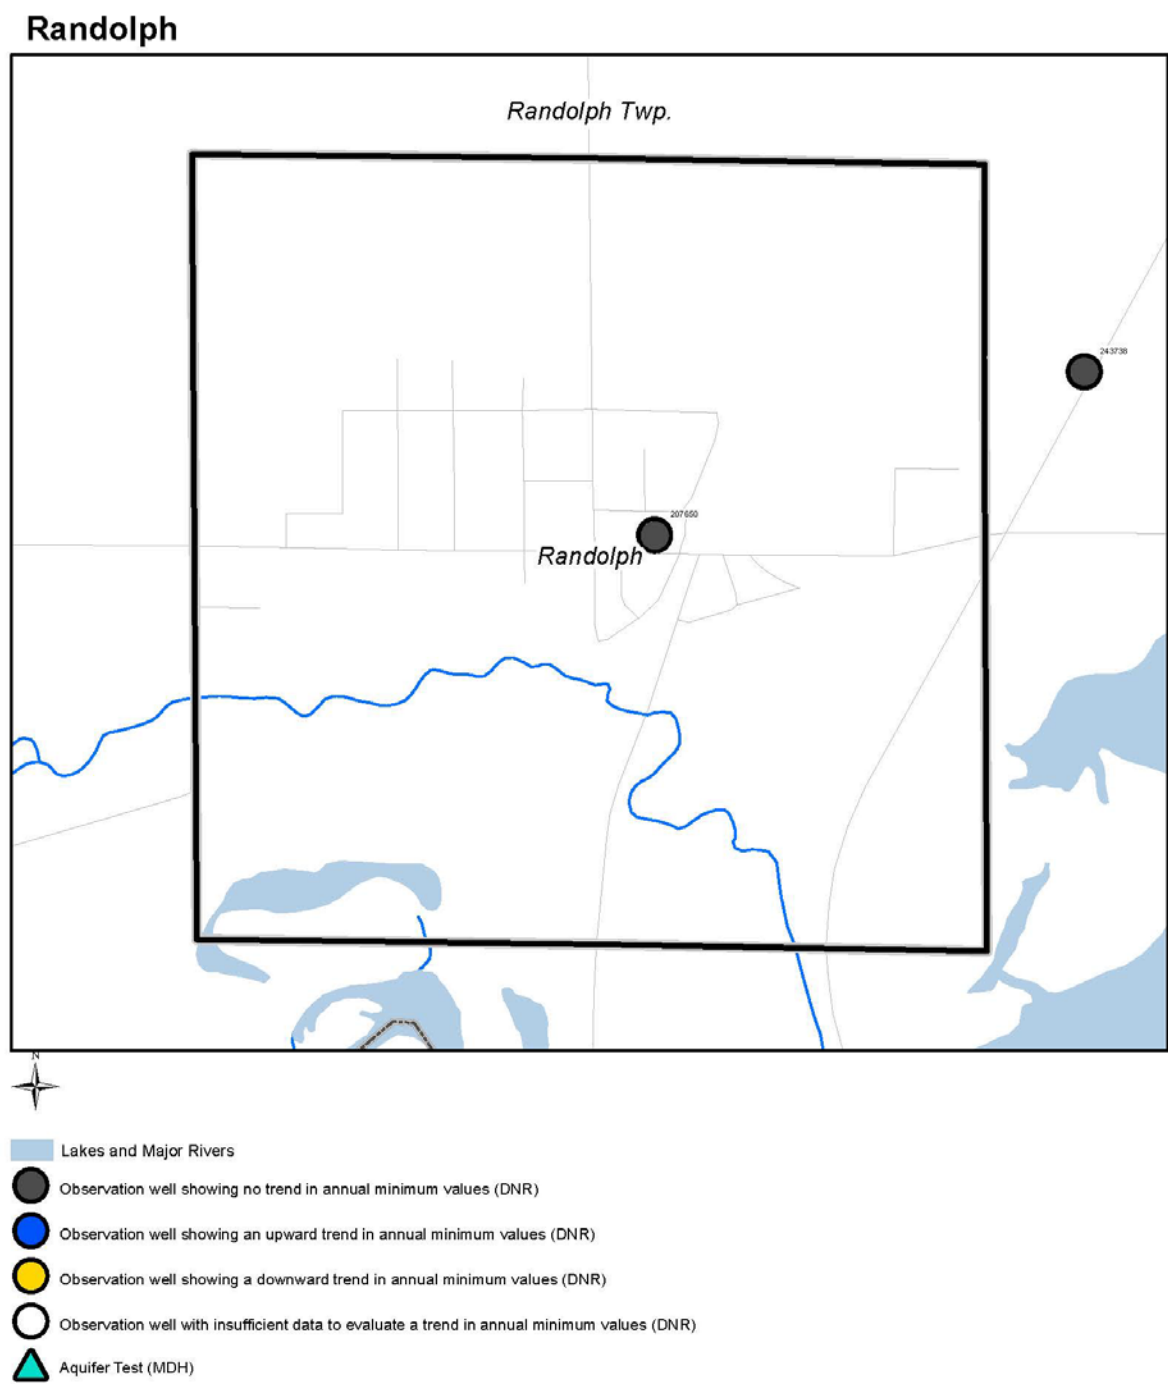 Randolph
Randolph Twp.
243738
207650
Randolph
N
Lakes and Major Rivers
Observation well showing no trend in annual minimum values (DNR)
Observation well showing an upward trend in annual minimum values (DNR)
Observation well showing a downward trend in annual minimum values (DNR)
Observation well with insufficient data to evaluate a trend in annual minimum values (DNR)
Aquifer Test (MDH)